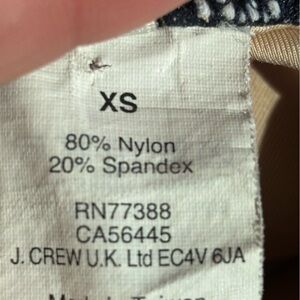 XS
80% Nylon
20% Spandex
RN77388
CA56445
J. CREW U.K. Ltd EC4V 6JA